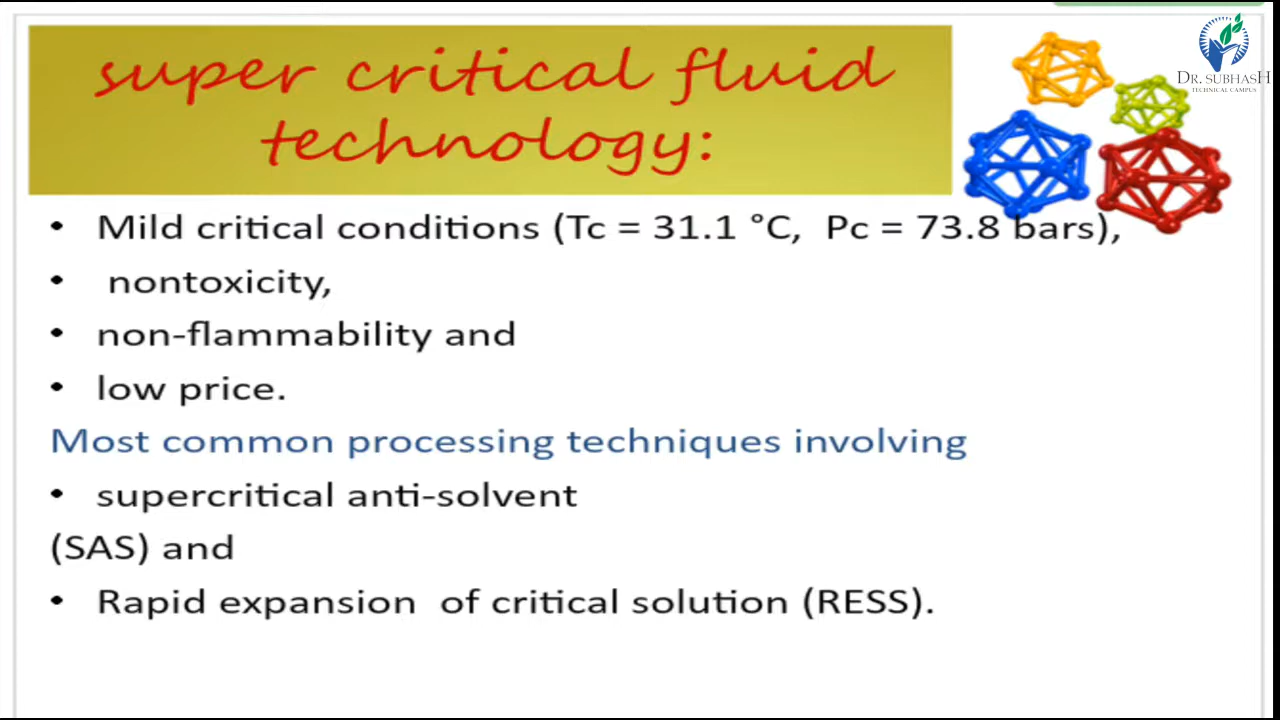 super critical fluid
technology:
DR. SUBHASH
TECHNICAL CAMPUS
• Mild critical conditions (Tc = 31.1 °C, Pc = 73.8 bars),
• nontoxicity,
• non-flammability and
• low price.
Most common processing techniques involving
• supercritical anti-solvent
(SAS) and
• Rapid expansion of critical solution (RESS).